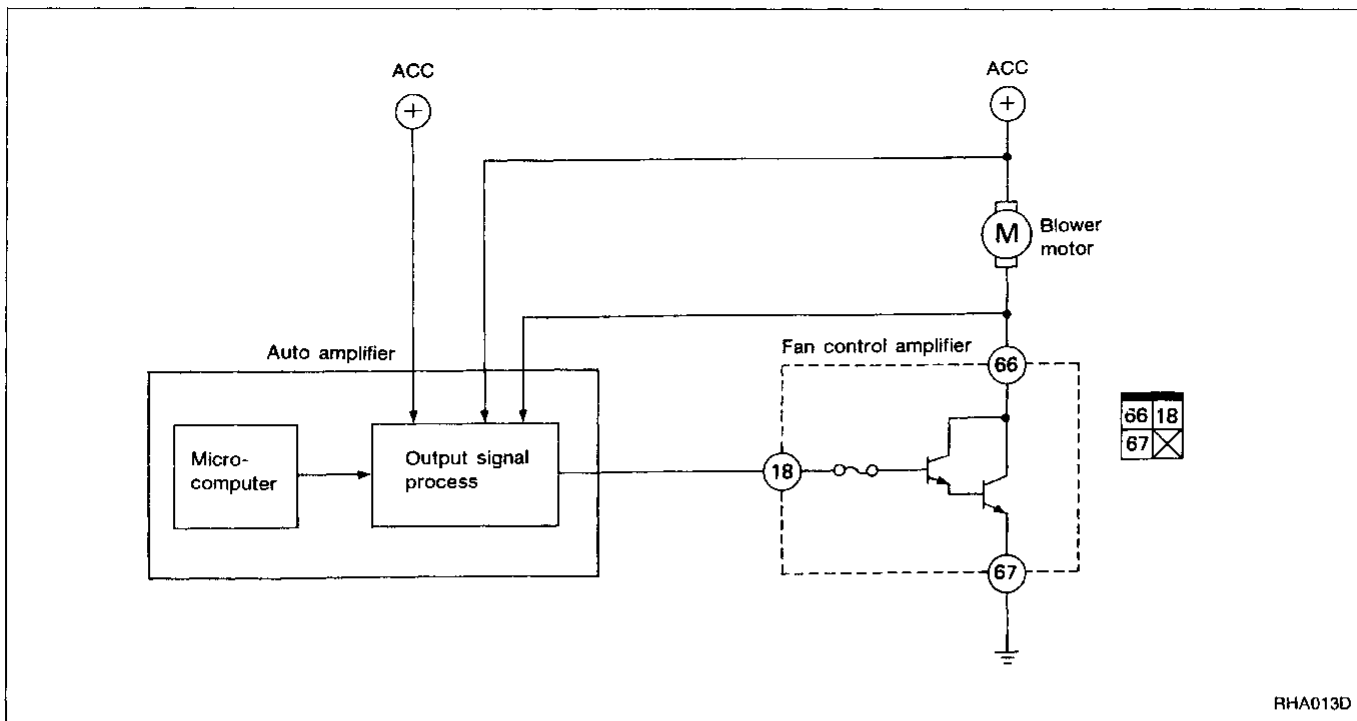 ACC
+
ACC
+
M
Blower
motor
Auto amplifier
Fan control amplifier
66
66 18
67
Micro-
computer
Output signal
process
18
67
RHA013D